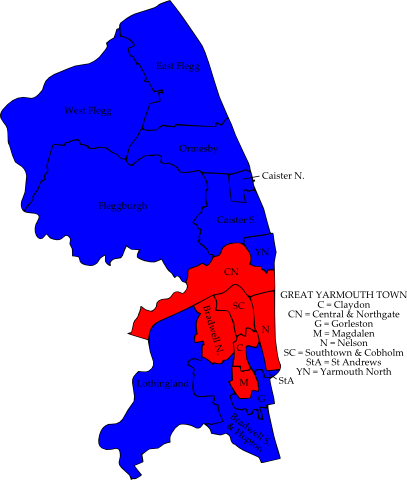 East Flegg
West Flegg
Ormesby
Caister N.
Fleggburgh
Caister S
YN
CN
GREAT YARMOUTH TOWN
C = Claydon
CN = Central & Northgate
G = Gorleston
M = Magdalen
N = Nelson
SC = Southtown & Cobholm
StA = St Andrews
YN = Yarmouth North
SC
Bradwell N.
N
C
StA
M
Lothingland
G
Bradwell S
& Hopton